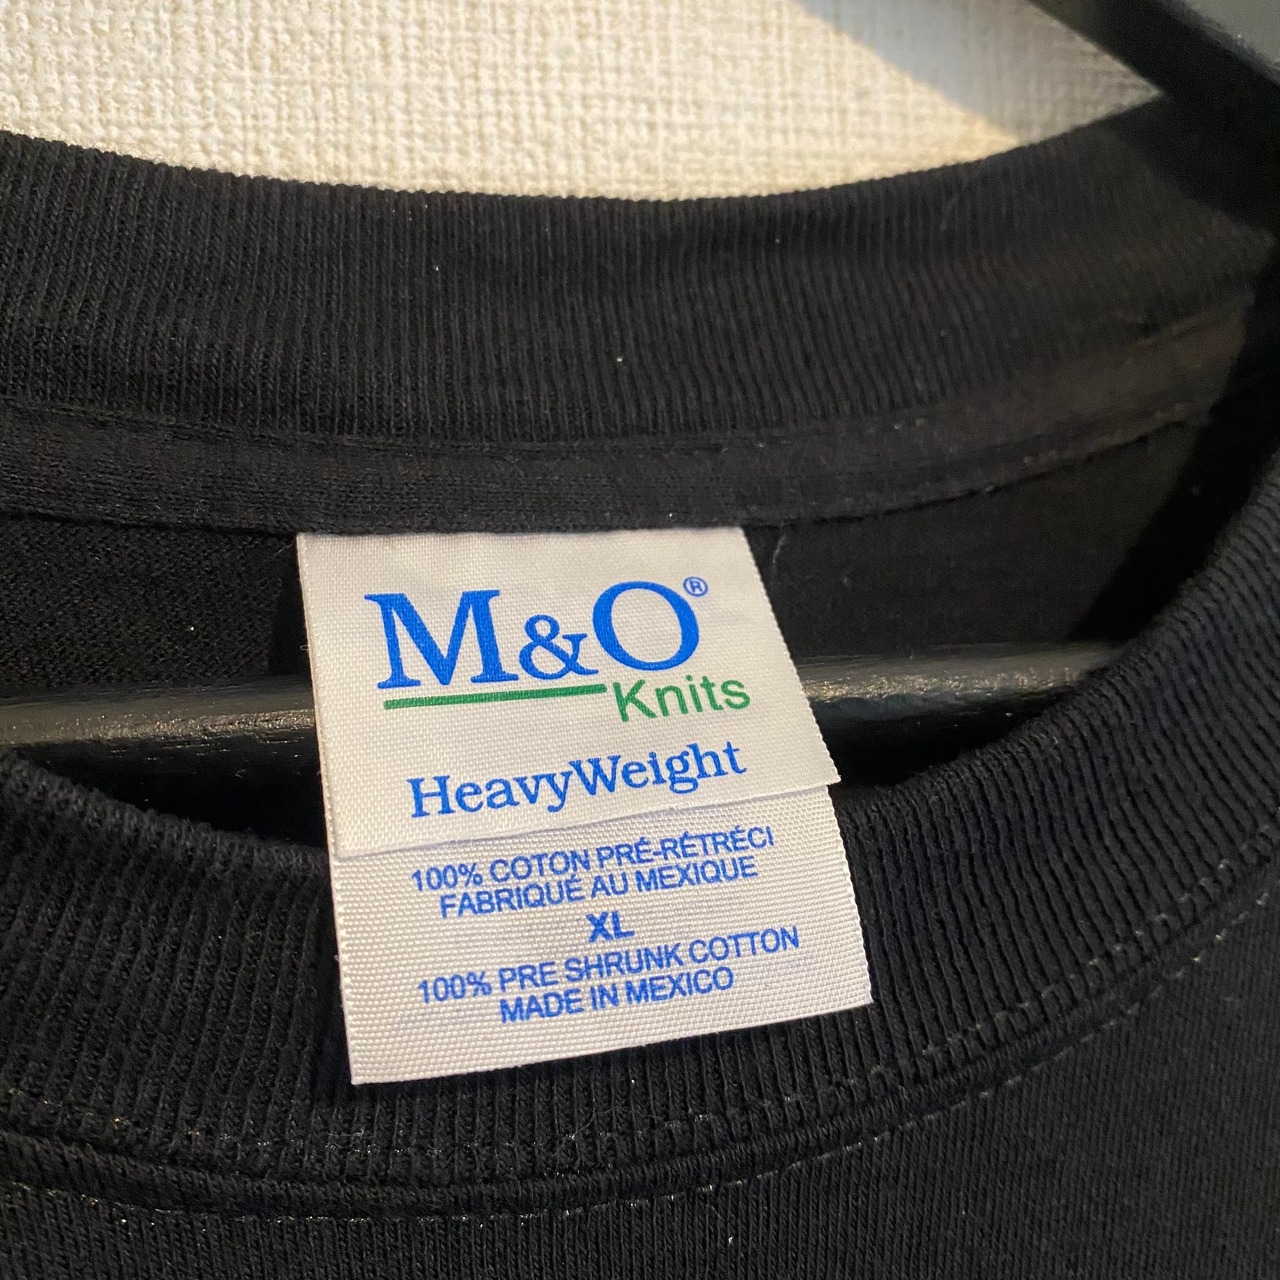 M&O®
Knits
HeavyWeight
100% COTON PRÉ-RÉTRÉCI
FABRIQUÉ AU MEXIQUE
XL
100% PRE SHRUNK COTTON
MADE IN MEXICO